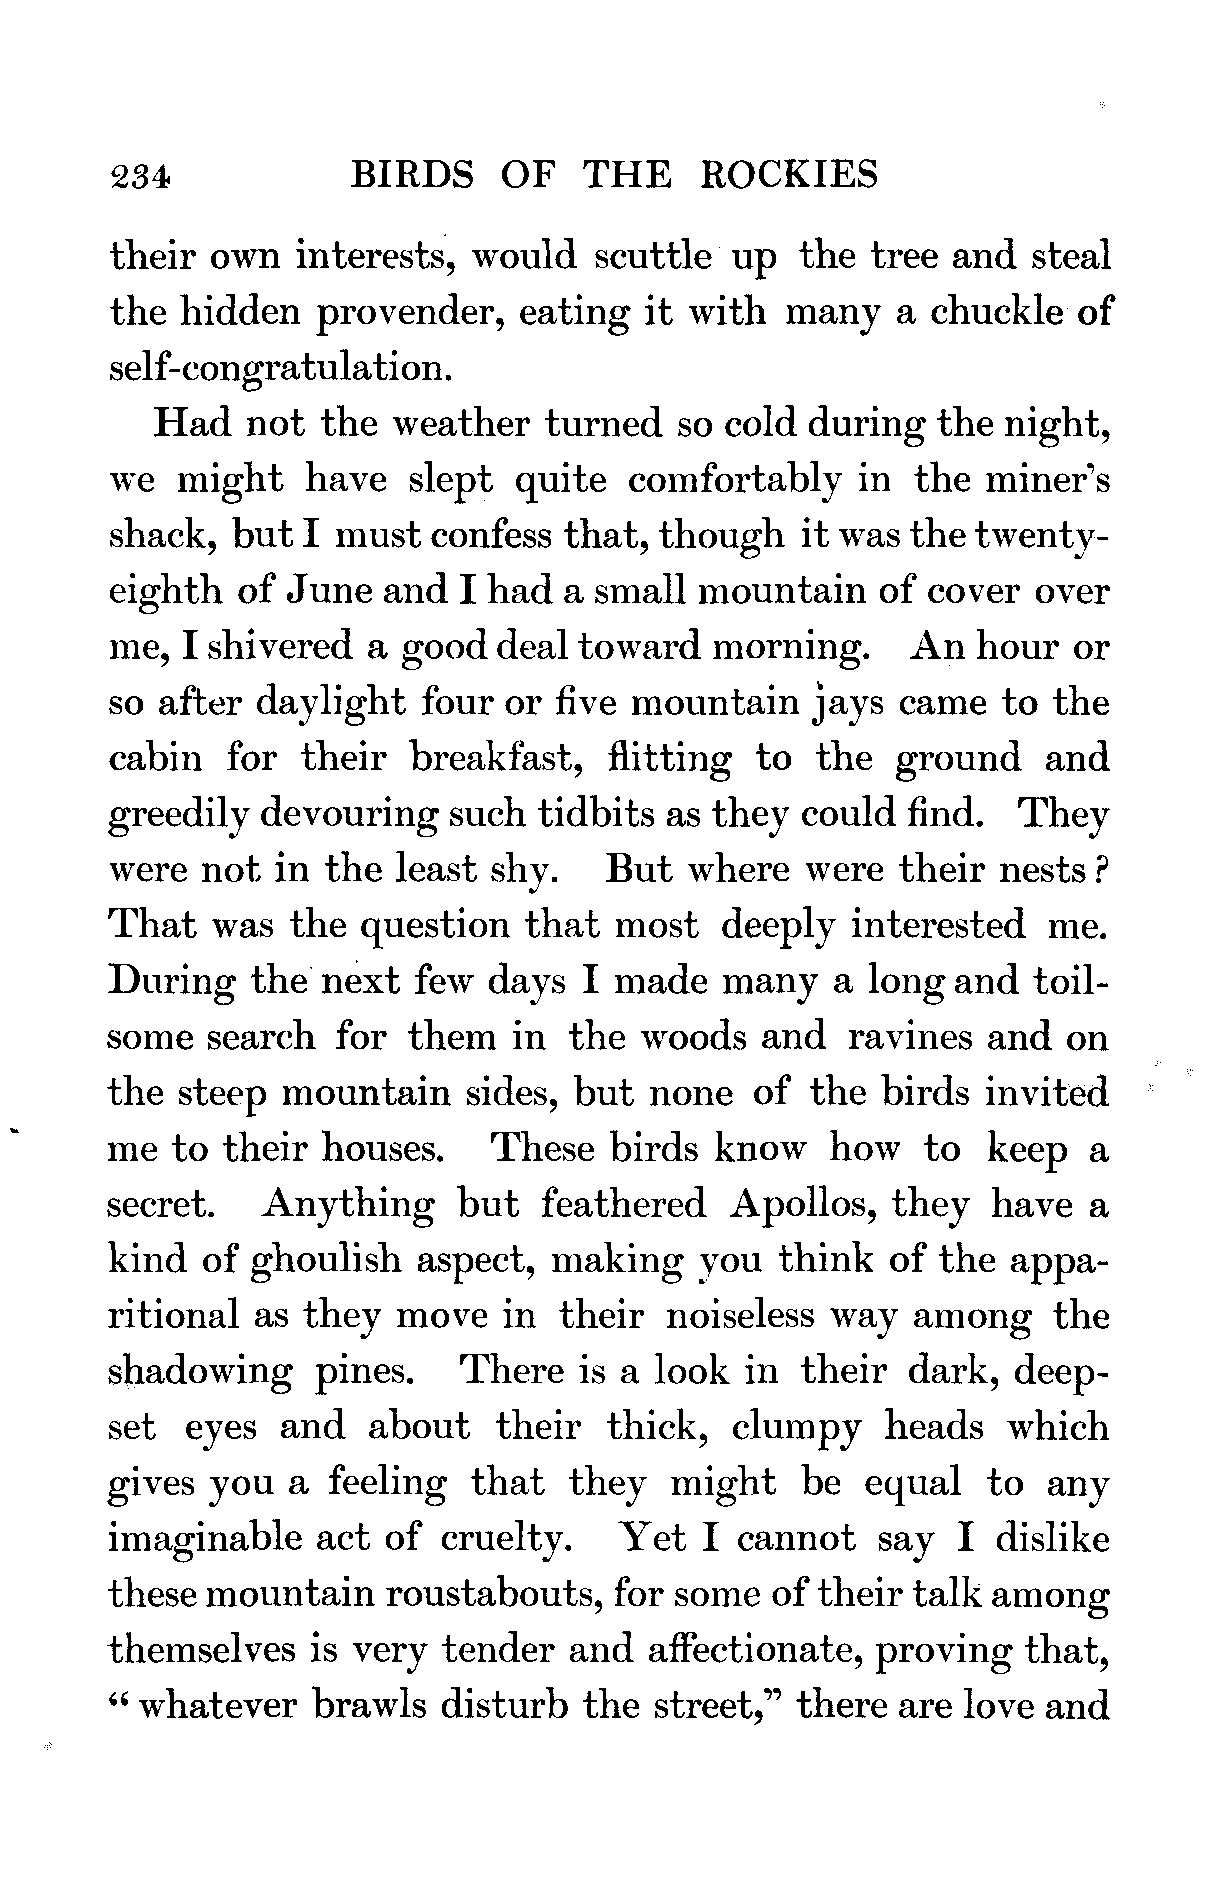 234 BIRDS OF THE ROCKIES
their own interests, would scuttle up the tree and steal
the hidden provender, eating it with many a chuckle of
self-congratulation.
Had not the weather turned so cold during the night,
we might have slept quite comfortably in the miner's
shack, but I must confess that, though it was the twenty-
eighth of June and I had a small mountain of cover over
me, I shivered a good deal toward morning. An hour or
so after daylight four or five mountain jays came to the
cabin for their breakfast, flitting to the ground and
greedily devouring such tidbits as they could find. They
were not in the least shy. But where were their nests?
That was the question that most deeply interested me.
During the next few days I made many a long and toil-
some search for them in the woods and ravines and on
the steep mountain sides, but none of the birds invited
me to their houses. These birds know how to keep a
secret. Anything but feathered Apollos, they have a
kind of ghoulish aspect, making you think of the appa-
ritional as they move in their noiseless way among the
shadowing pines. There is a look in their dark, deep-
set eyes and about their thick, clumpy heads which
gives you a feeling that they might be equal to any
imaginable act of cruelty. Yet I cannot say I dislike
these mountain roustabouts, for some of their talk among
themselves is very tender and affectionate, proving that,
“ whatever brawls disturb the street,” there are love and